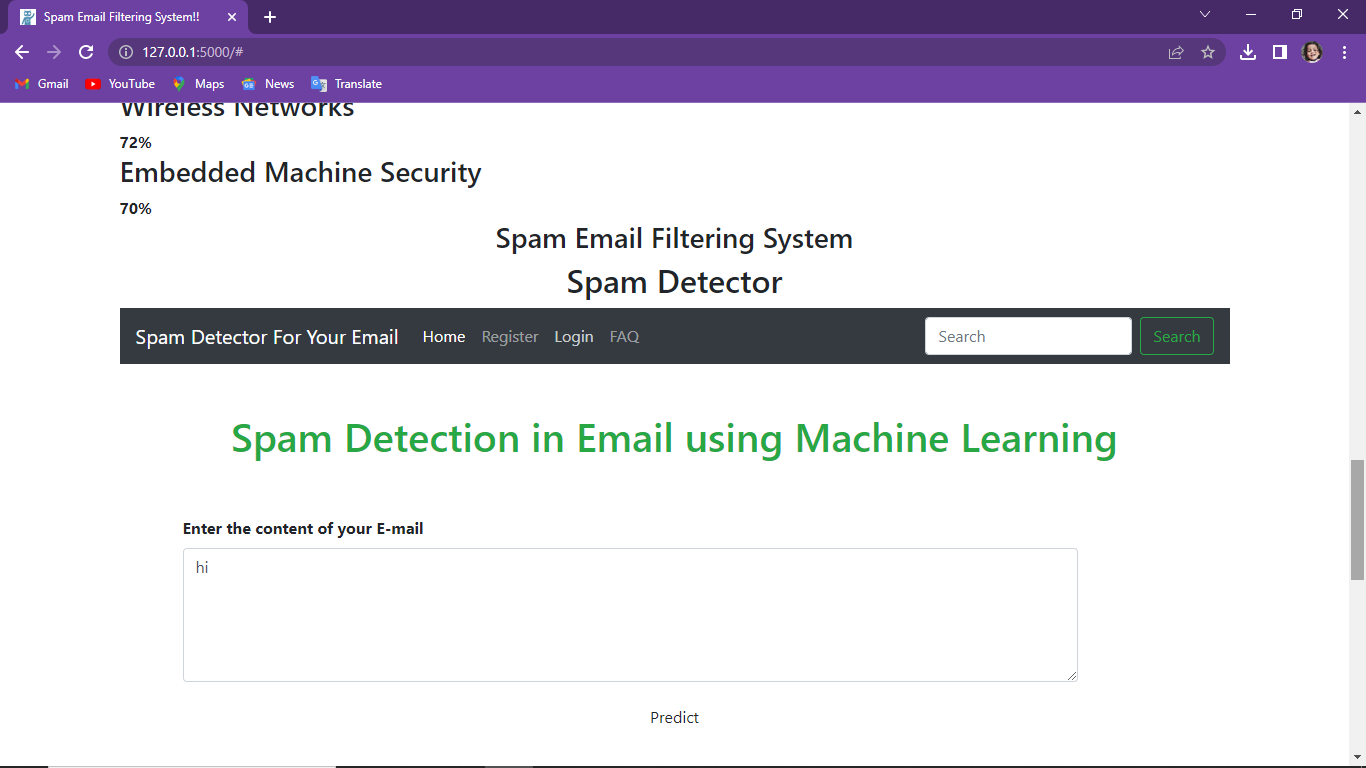 Spam Email Filtering System!!
127.0.0.1:5000/#
Gmail YouTube Maps News Translate
Wireless Networks
72%
Embedded Machine Security
70%
Spam Email Filtering System
Spam Detector
Spam Detector For Your Email Home Register Login FAQ Search Search
Spam Detection in Email using Machine Learning
Enter the content of your E-mail
hi
Predict